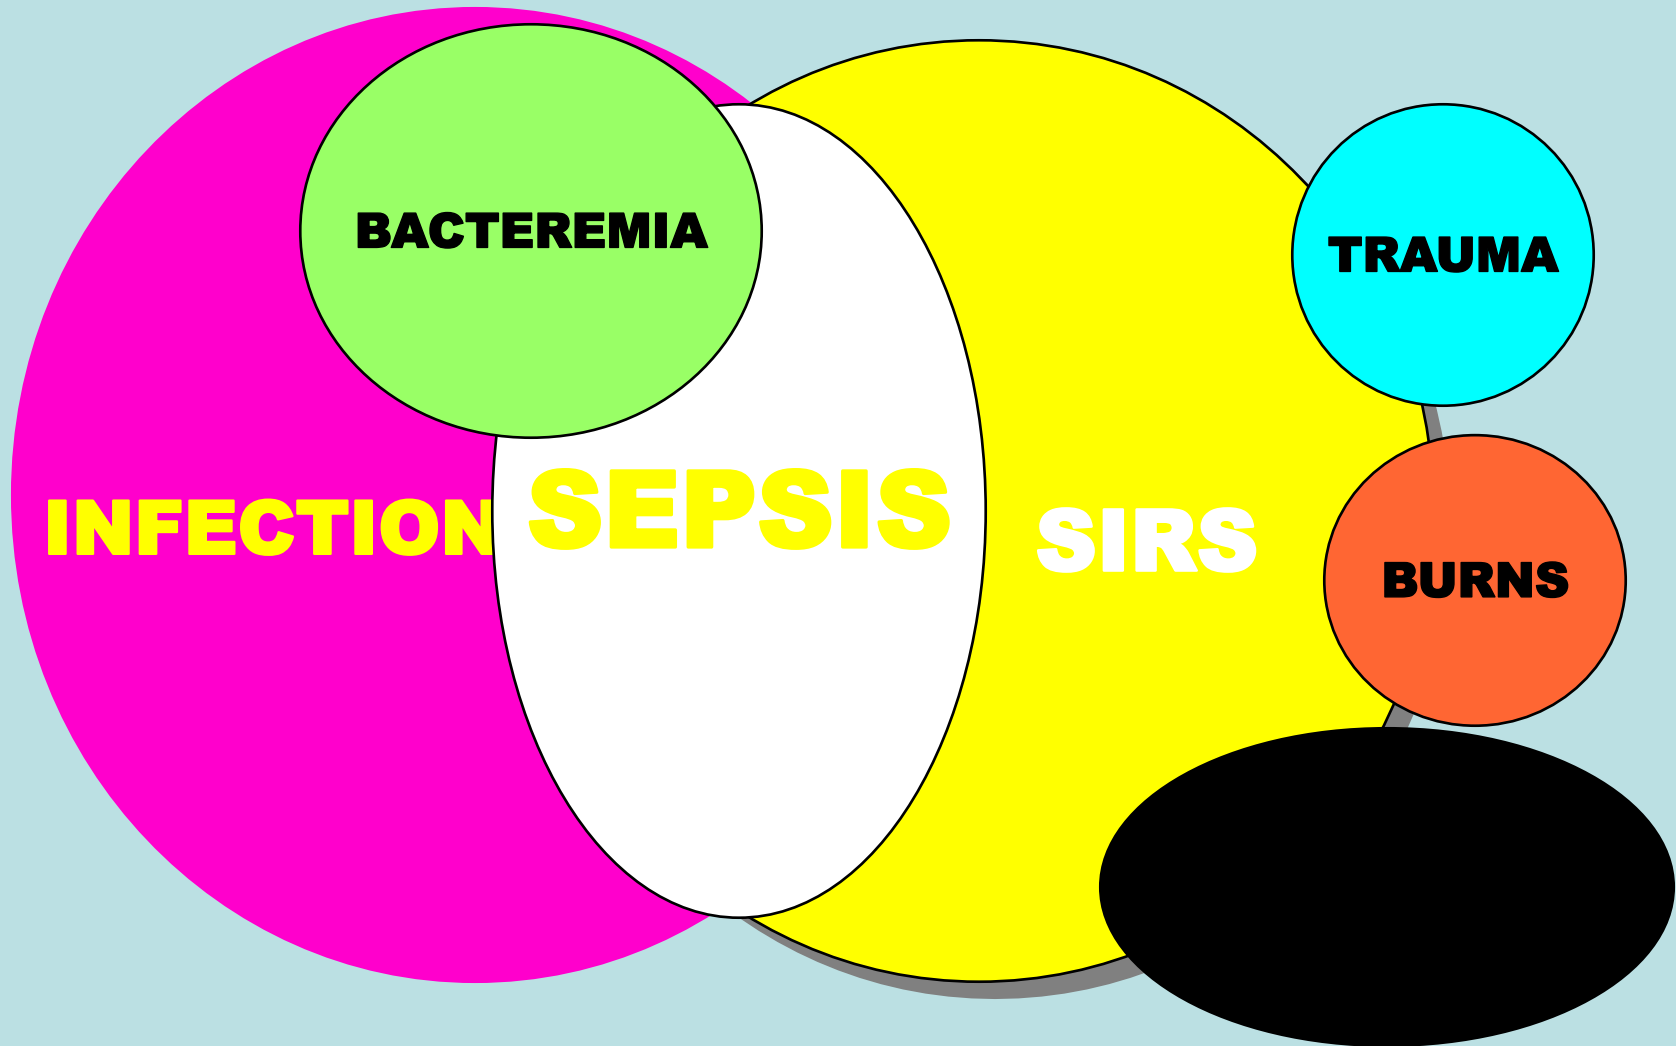 BACTEREMIA
TRAUMA
INFECTION
SEPSIS
SIRS
BURNS